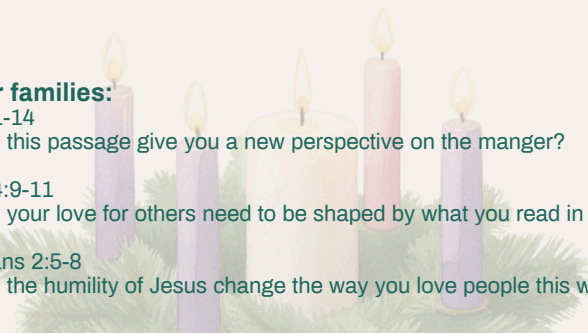 r families:
1-14
this passage give you a new perspective on the manger?
4:9-11
your love for others need to be shaped by what you read in
ans 2:5-8
the humility of Jesus change the way you love people this w